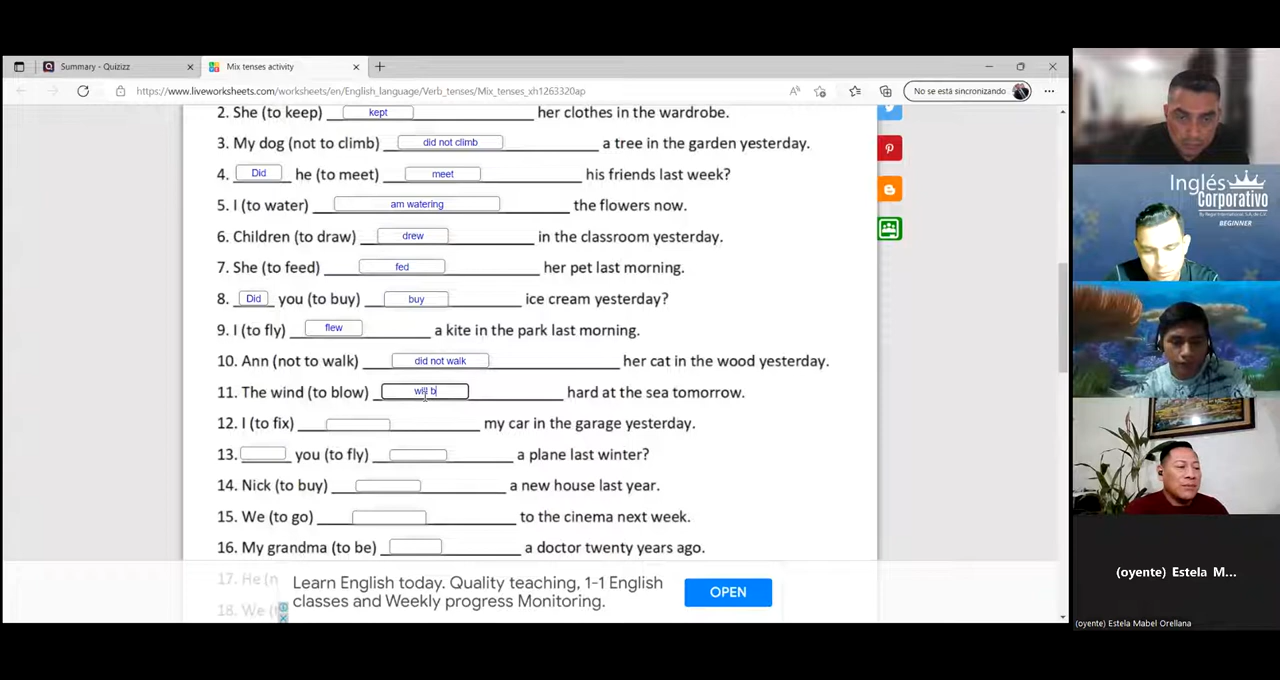 Summary - Quizizz
Mix tenses activity
https://www.liveworksheets.com/worksheets/en/English_language/Verb_tenses/Mix_tenses_xh1263320ap
No se está sincronizando
2. She (to keep) kept her clothes in the wardrobe.
3. My dog (not to climb) did not climb a tree in the garden yesterday.
4. Did he (to meet) meet his friends last week?
5. I (to water) am watering the flowers now.
6. Children (to draw) drew in the classroom yesterday.
7. She (to feed) fed her pet last morning.
8. Did you (to buy) buy ice cream yesterday?
9. I (to fly) flew a kite in the park last morning.
10. Ann (not to walk) did not walk her cat in the wood yesterday.
11. The wind (to blow) will b hard at the sea tomorrow.
12. I (to fix) my car in the garage yesterday.
13. you (to fly) a plane last winter?
14. Nick (to buy) a new house last year.
15. We (to go) to the cinema next week.
16. My grandma (to be) a doctor twenty years ago.
17. He (n
18. We (t
Learn English today. Quality teaching, 1-1 English
classes and Weekly progress Monitoring.
OPEN
Inglés
Corporativo
BEGINNER
(oyente) Estela M...
(oyente) Estela Mabel Orellana